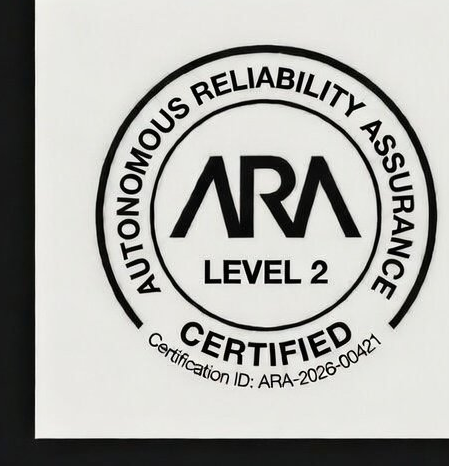 AUTONOMOUS RELIABILITY ASSURANCE
ARA
LEVEL 2
CERTIFIED
Certification ID: ARA-2026-00421